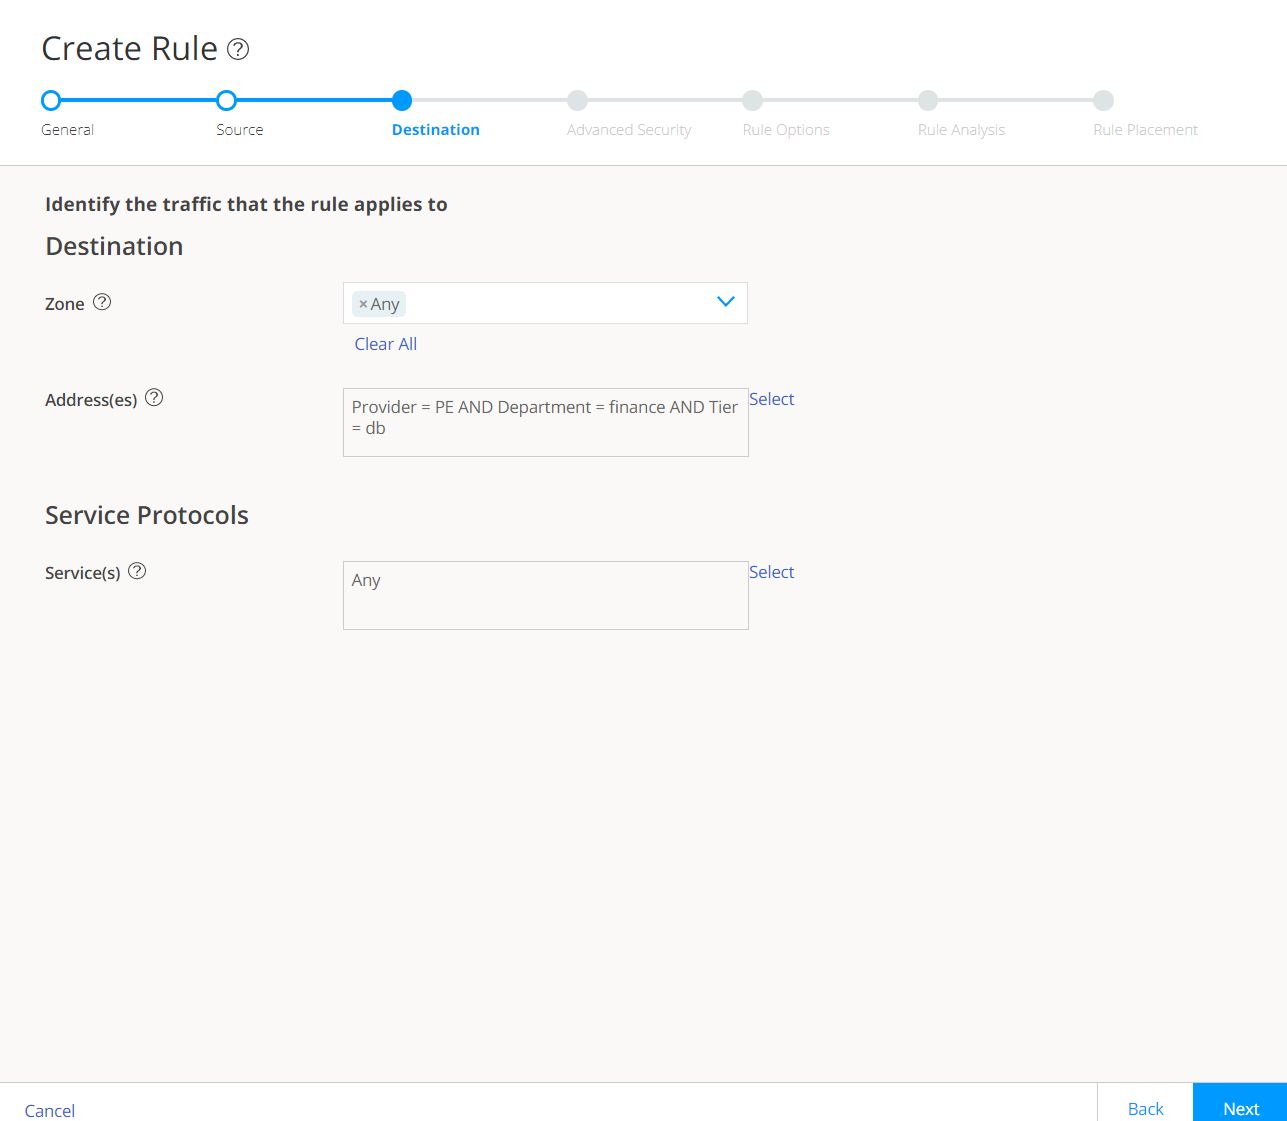 Create Rule ?
General
Source
Destination
Advanced Security
Rule Options
Rule Analysis
Rule Placement
Identify the traffic that the rule applies to
Destination
Zone ?
× Any
Clear All
Address(es) ?
Provider = PE AND Department = finance AND Tier
= db
Select
Service Protocols
Service(s) ?
Any
Select
Cancel
Back
Next